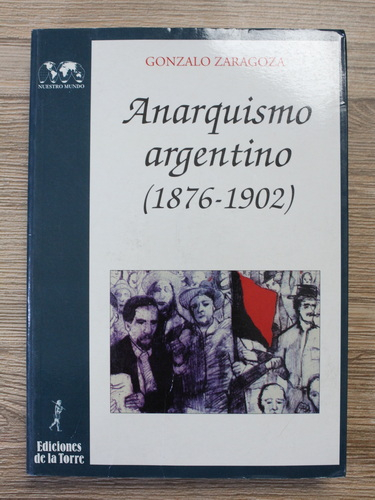 GONZALO ZARAGOZA
NUESTRO MUNDO
Anarquismo
argentino
(1876-1902)
Ediciones
de la Torre